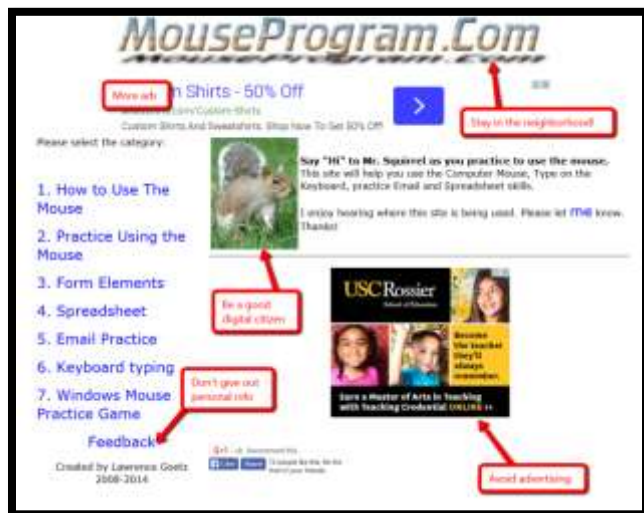 MouseProgram.Com
More ads
Shirts - 50% Off
Custom Shirts And Sweatshirts. Shop Now To Get 50% Off!
Stay in the neighborhood!
Please select the category:
Say "Hi" to Mr. Squirrel as you practice to use the mouse.
This site will help you use the Computer Mouse, Type on the
Keyboard, practice Email and Spreadsheet skills.
I enjoy hearing where this site is being used. Please let me know.
Thanks!
1. How to Use The
Mouse
2. Practice Using the
Mouse
3. Form Elements
4. Spreadsheet
5. Email Practice
6. Keyboard typing
7. Windows Mouse
Practice Game
Feedback
Created by Lawrence Goetz
2008-2014
Be a good
digital citizen
Don't give out
personal info
USC Rossier
School of Education
Become
the teacher
they'll
always
remember.
Earn a Master of Arts in Teaching
with Teaching Credential ONLINE
Avoid advertising
Like
Share